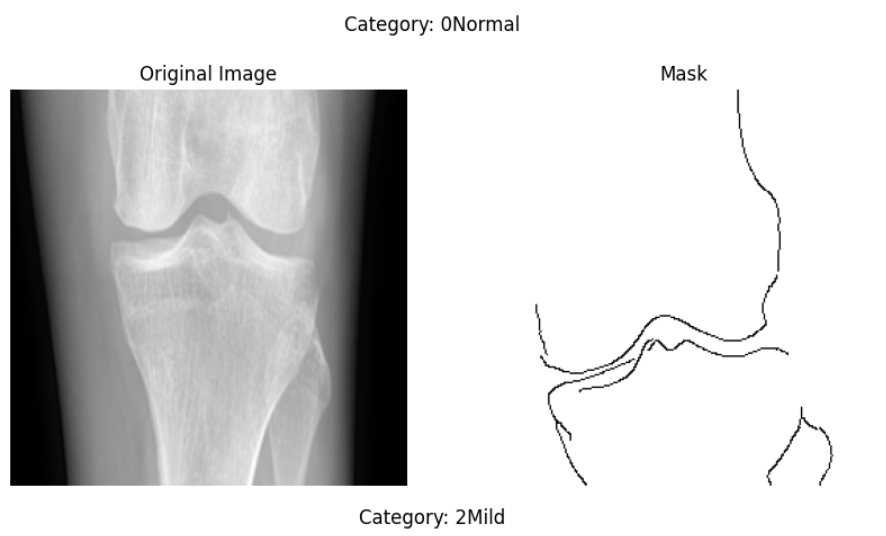 Category: 0Normal
Original Image
Mask
Category: 2Mild